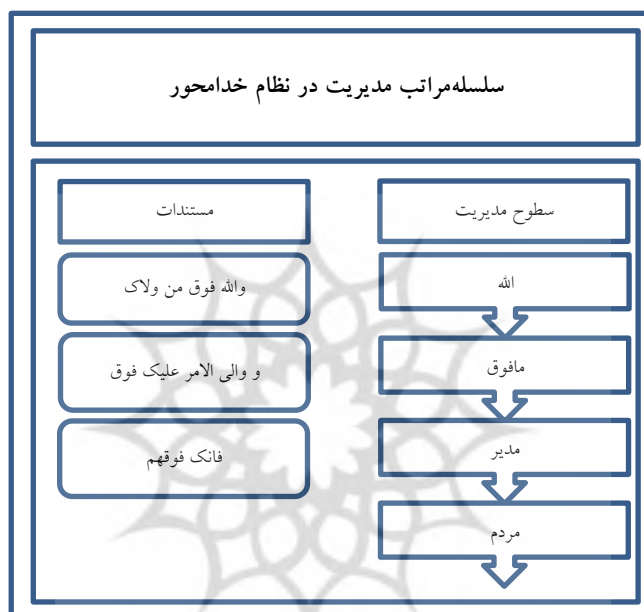 سلسله‌مراتب مدیریت در نظام خدامحور
سطوح مدیریت
مستندات
الله
والله فوق من ولاک
مافوق
و والی الامر علیک فوق
مدیر
فانک فوقهم
مردم